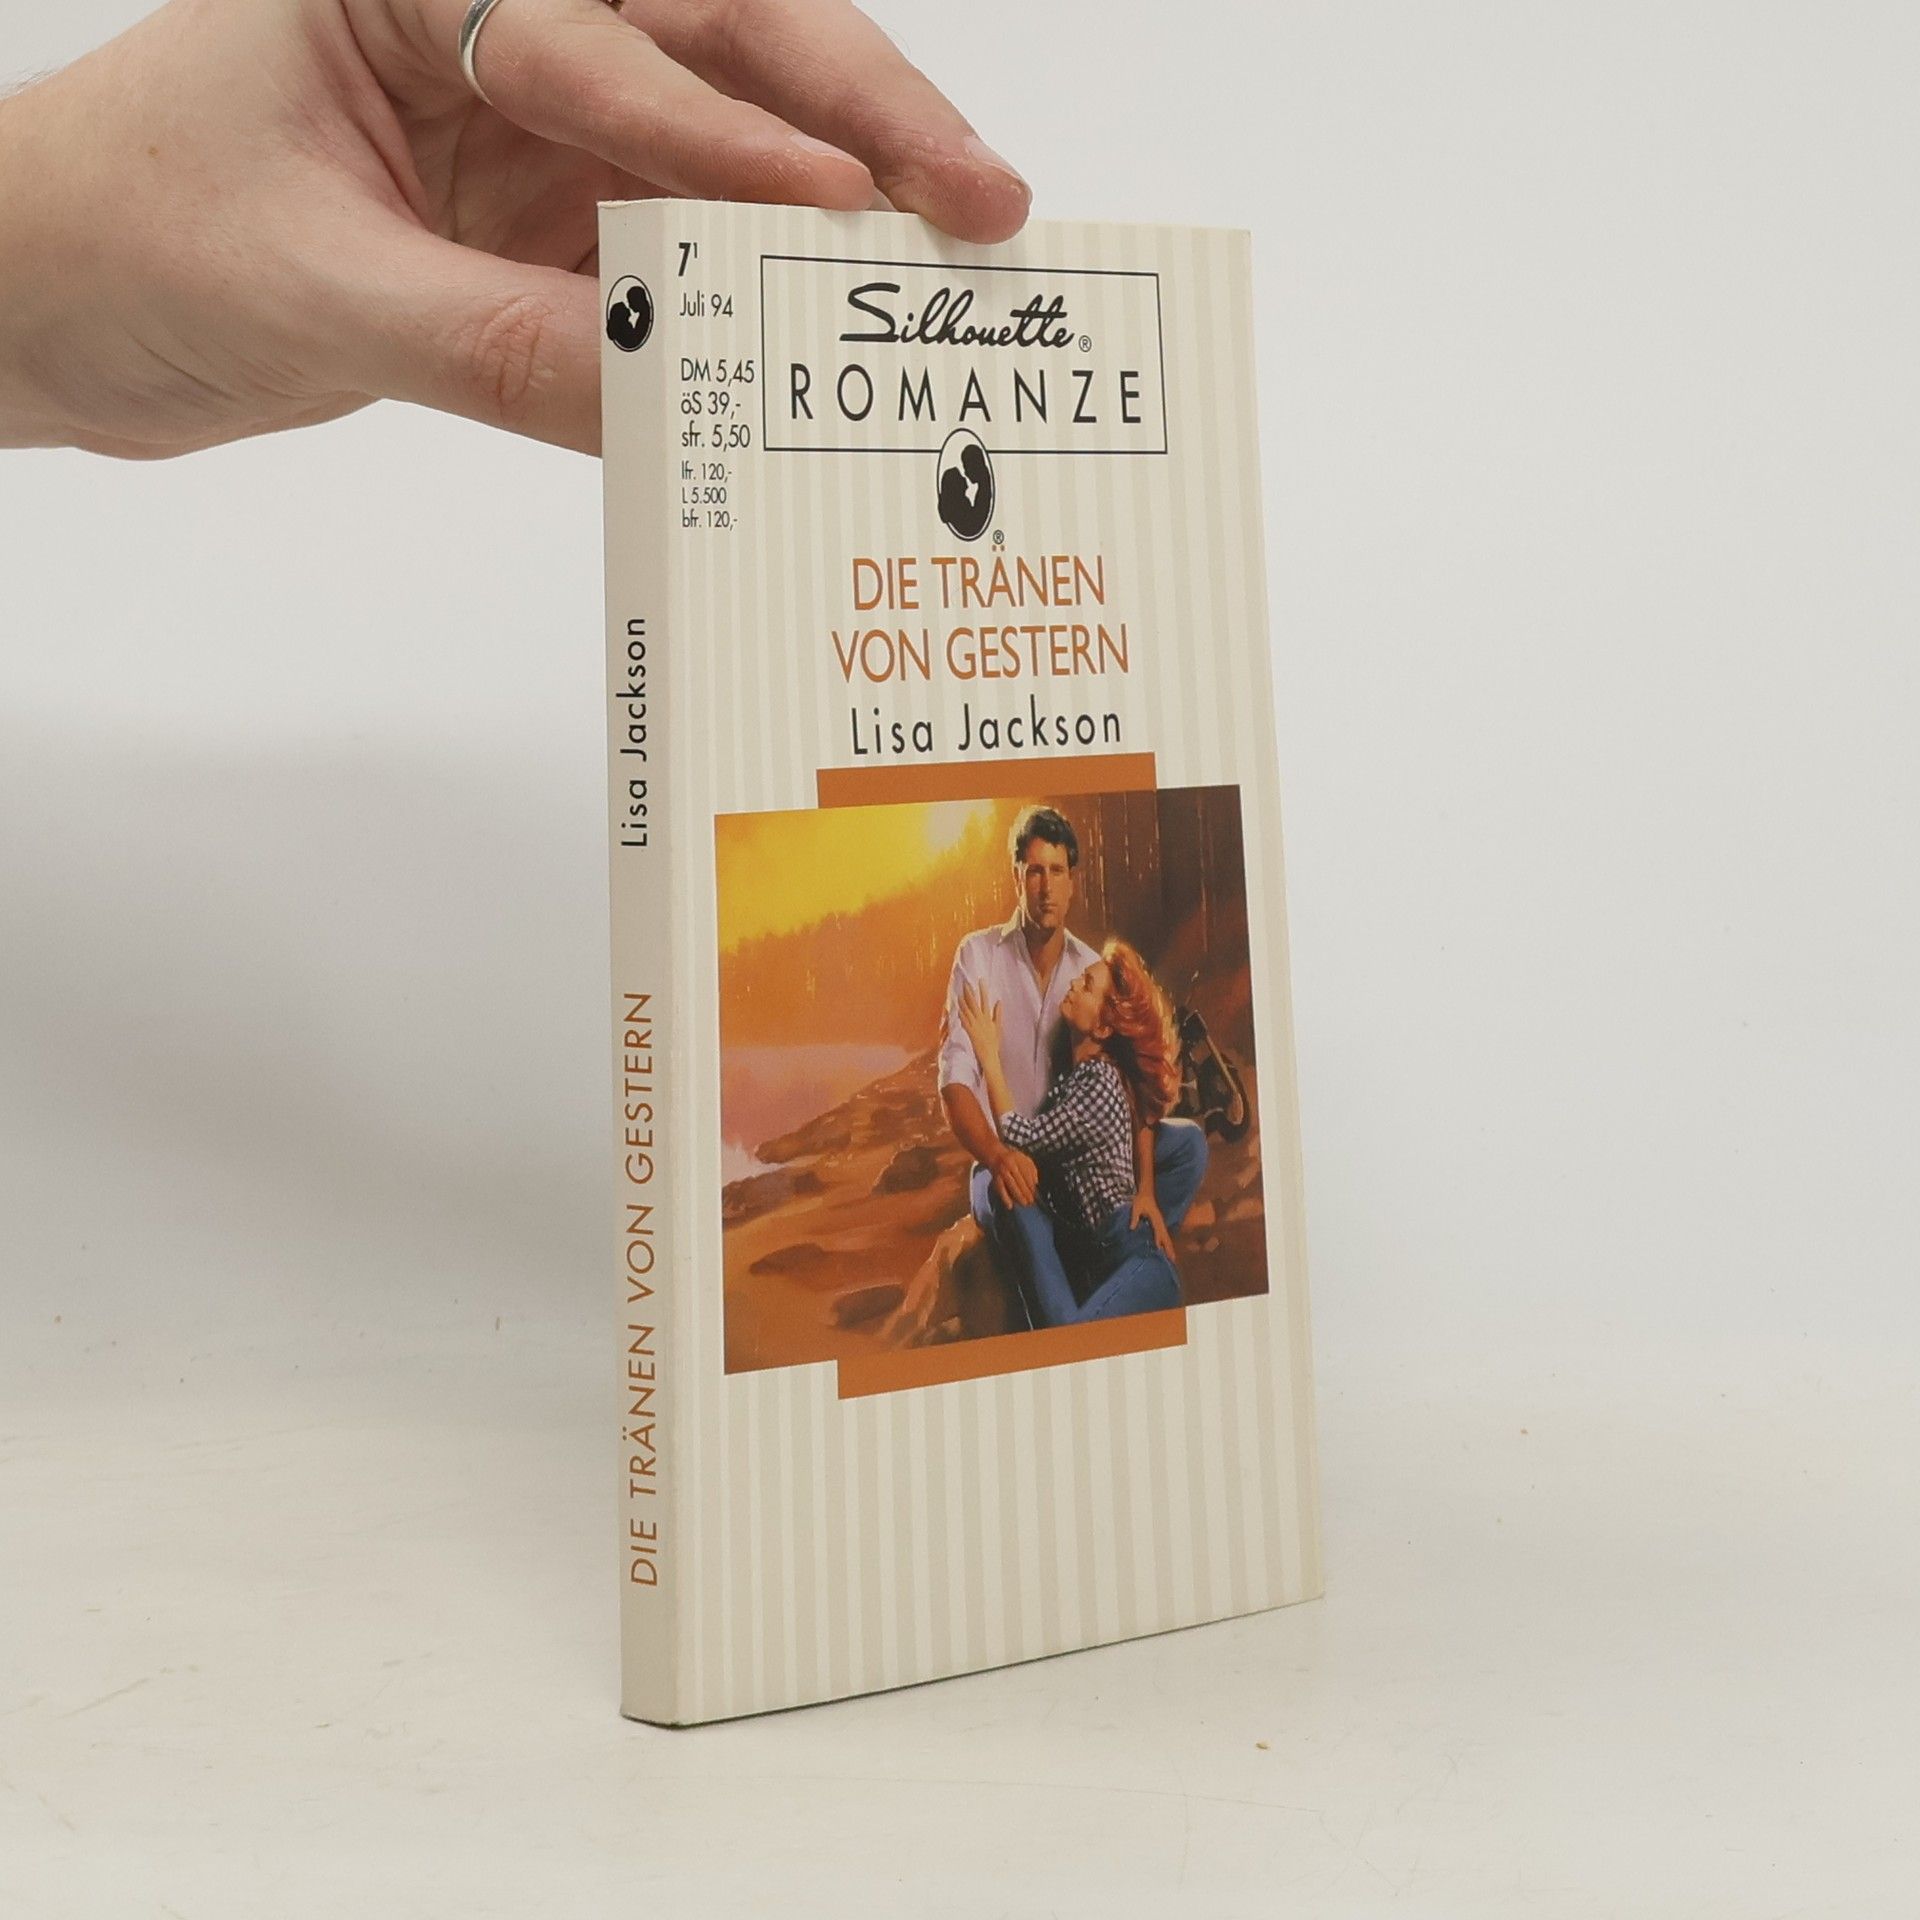 7¹
Juli 94
DM 5,45
öS 39,-
sfr. 5,50
lfr. 120,-
L 5.500
bfr. 120,-
Silhouette®
ROMANZE
®
DIE TRÄNEN
VON GESTERN
Lisa Jackson
DIE TRÄNEN VON GESTERN Lisa Jackson